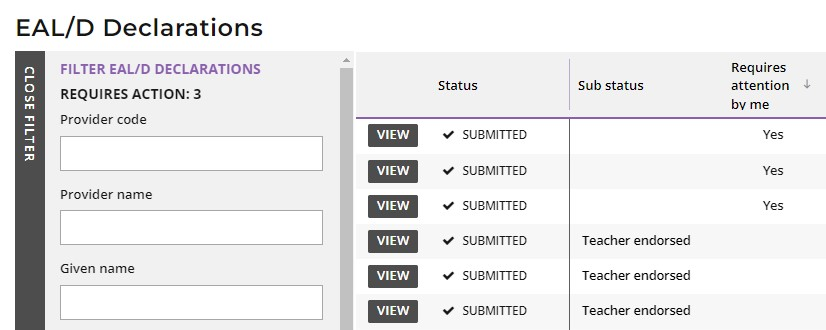 EAL/D Declarations
CLOSE FILTER
FILTER EAL/D DECLARATIONS
REQUIRES ACTION: 3
Provider code
Provider name
Given name
Status
Sub status
Requires
attention
by me
VIEW SUBMITTED Yes
VIEW SUBMITTED Yes
VIEW SUBMITTED Yes
VIEW SUBMITTED Teacher endorsed
VIEW SUBMITTED Teacher endorsed
VIEW SUBMITTED Teacher endorsed